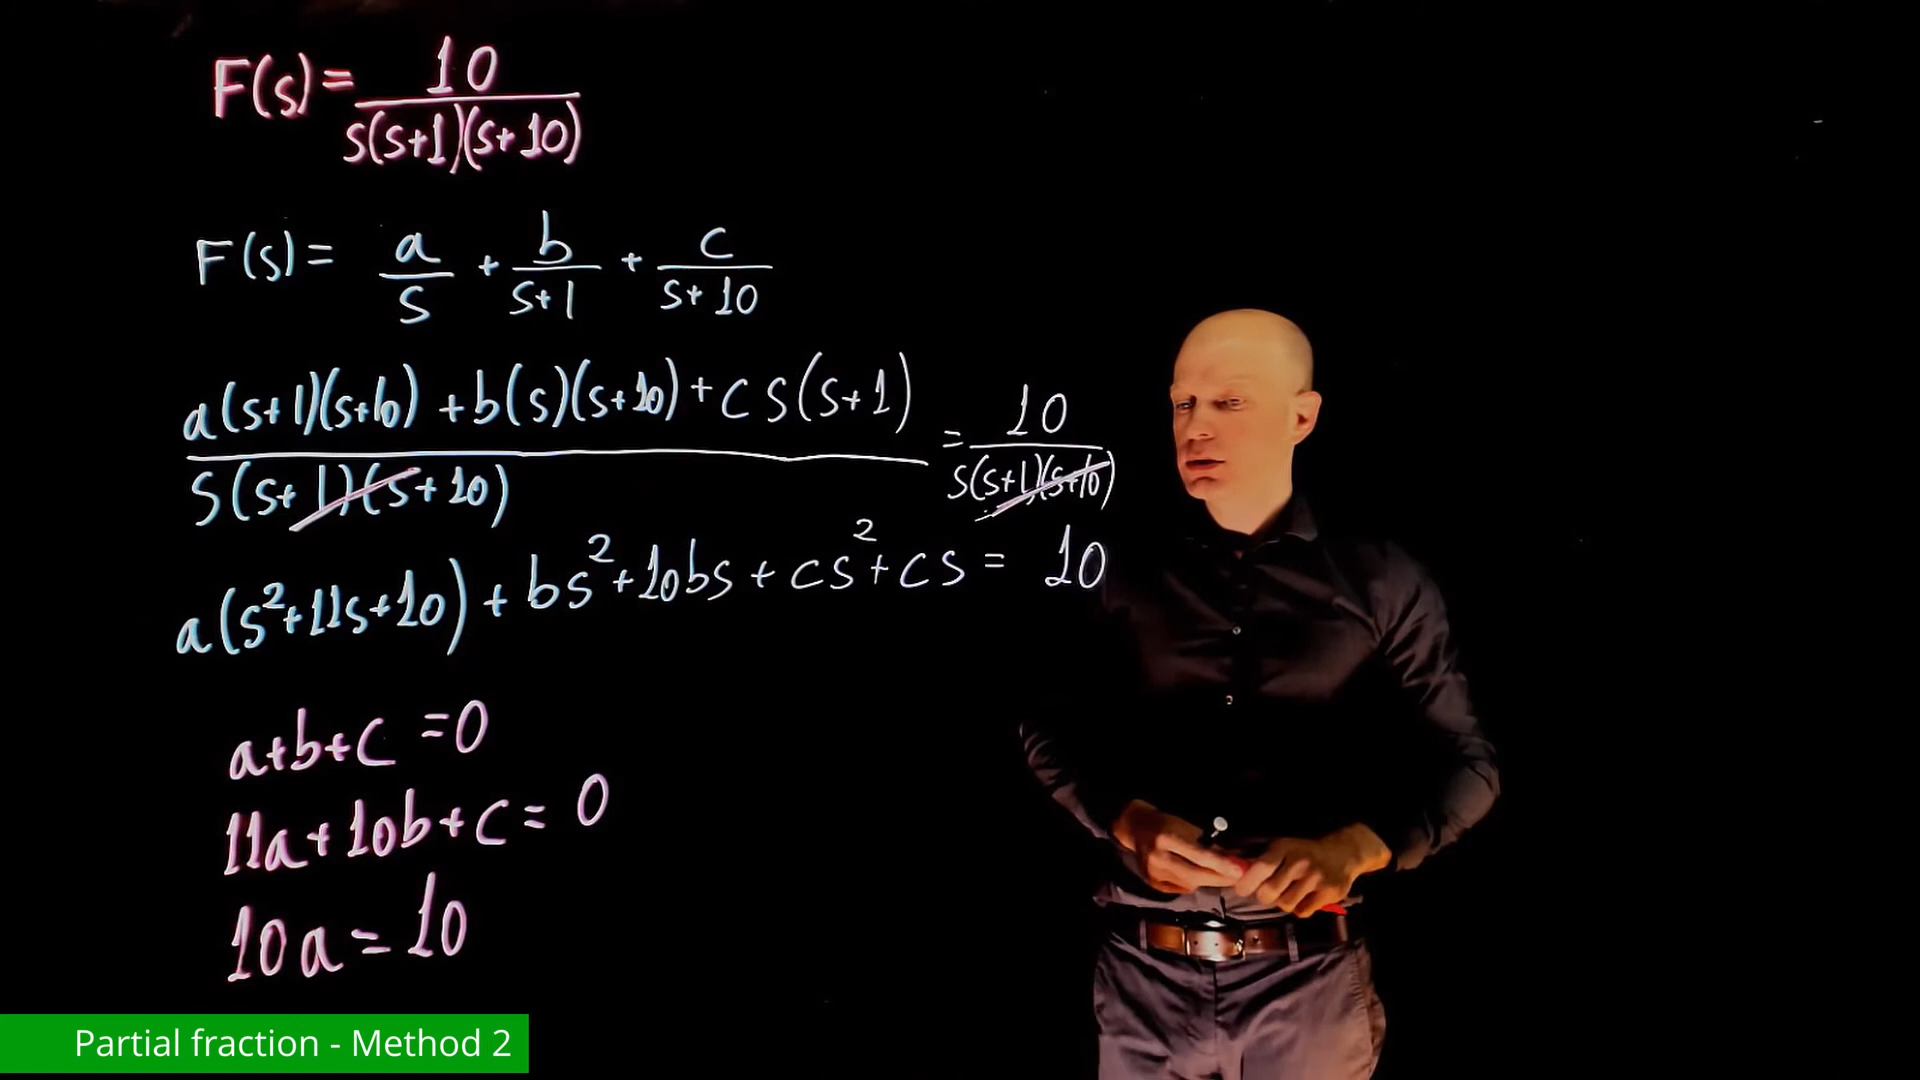 F(s) = 10 / s(s+1)(s+10)
F(s) = a/s + b/(s+1) + c/(s+10)
a(s+1)(s+10) + b(s)(s+10) + cs(s+1) / s(s+1)(s+10) = 10 / s(s+1)(s+10)
a(s²+11s+10) + bs²+10bs + cs²+cs = 10
a+b+c =0
11a+10b+c = 0
10a = 10
Partial fraction - Method 2